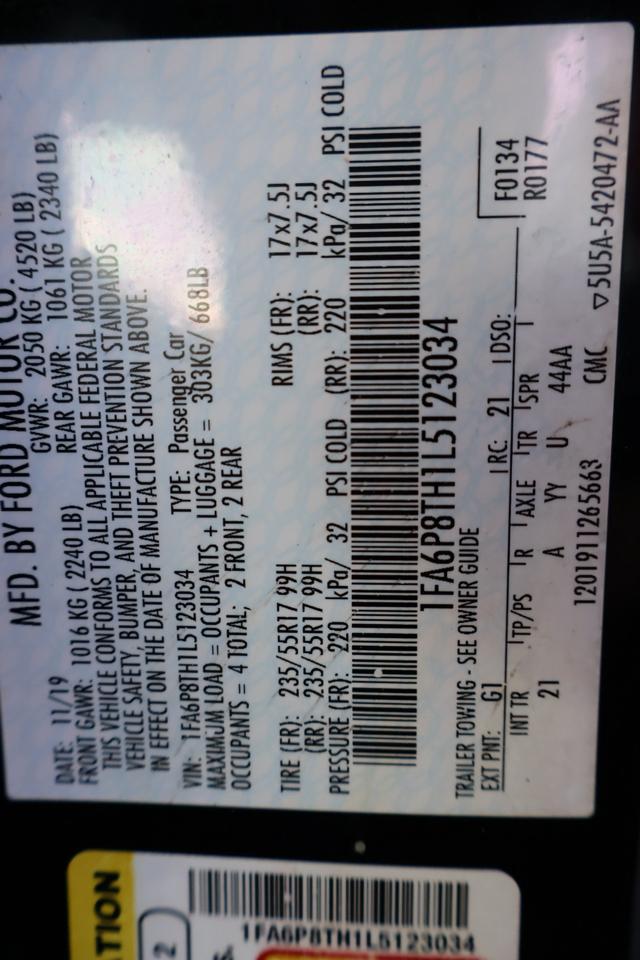 MFD. BY FORD MOTOR CO.
DATE: 11/19 GVWR: 2050 KG ( 4520 LB)
FRONT GAWR: 1016 KG ( 2240 LB) REAR GAWR: 1061 KG ( 2340 LB)
THIS VEHICLE CONFORMS TO ALL APPLICABLE FEDERAL MOTOR
VEHICLE SAFETY, BUMPER, AND THEFT PREVENTION STANDARDS
IN EFFECT ON THE DATE OF MANUFACTURE SHOWN ABOVE.
VIN: 1FA6P8TH1L5123034 TYPE: Passenger Car
MAXIMJM LOAD = OCCUPANTS + LUGGAGE = 303KG/ 668LB
OCCUPANTS = 4 TOTAL; 2 FRONT, 2 REAR
TIRE (FR): 235/55R17 99H RIMS (FR): 17x7.5J
(RR): 235/55R17 99H (RR): 17x7.5J
PRESSURE (FR): 220 kPa/ 32 PSI COLD (RR): 220 kPa/ 32 PSI COLD
1FA6P8TH1L5123034
TRAILER TOWING - SEE OWNER GUIDE
EXT PNT: G1 RC: 21 DSO: F0134
R0177
INT TR TP/PS R AXLE TR SPR
21 A YY U 44AA
1201911265663 CMC ▽5U5A-5420472-AA
TION
2
1FA6P8TH1L5123034